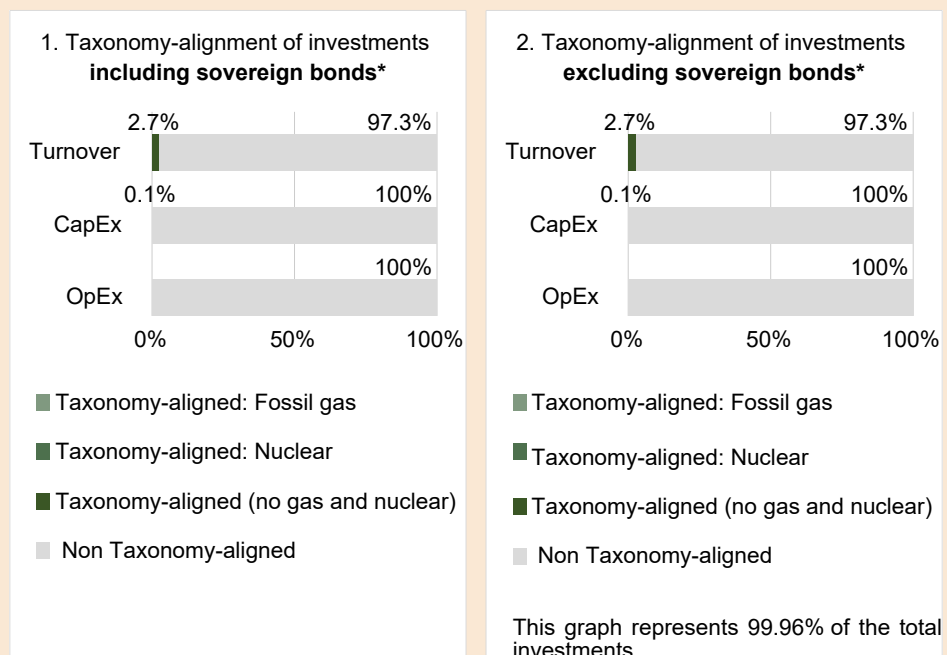 1. Taxonomy-alignment of investments
including sovereign bonds*
2.7% 97.3%
Turnover
0.1% 100%
CapEx
100%
OpEx
0% 50% 100%
Taxonomy-aligned: Fossil gas
Taxonomy-aligned: Nuclear
Taxonomy-aligned (no gas and nuclear)
Non Taxonomy-aligned
2. Taxonomy-alignment of investments
excluding sovereign bonds*
2.7% 97.3%
Turnover
0.1% 100%
CapEx
100%
OpEx
0% 50% 100%
Taxonomy-aligned: Fossil gas
Taxonomy-aligned: Nuclear
Taxonomy-aligned (no gas and nuclear)
Non Taxonomy-aligned
This graph represents 99.96% of the total
investments